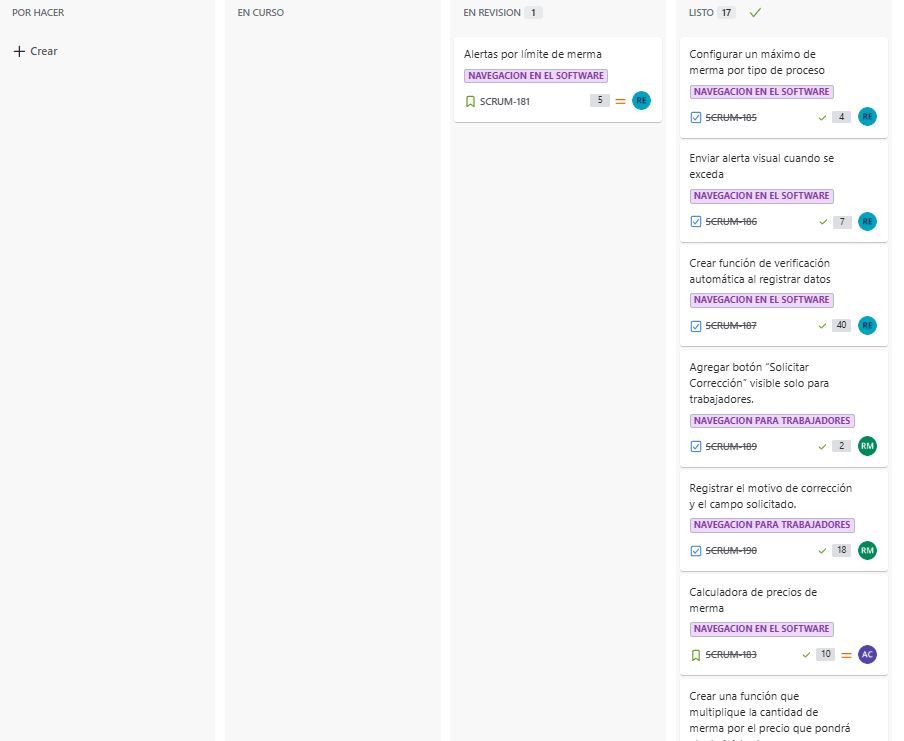 POR HACER
Crear
EN CURSO
EN REVISION 1
Alertas por límite de merma
NAVEGACION EN EL SOFTWARE
SCRUM-181 5 RE
LISTO 17
Configurar un máximo de
merma por tipo de proceso
NAVEGACION EN EL SOFTWARE
SCRUM-185 4 RE
Enviar alerta visual cuando se
exceda
NAVEGACION EN EL SOFTWARE
SCRUM-186 7 RE
Crear función de verificación
automática al registrar datos
NAVEGACION EN EL SOFTWARE
SCRUM-187 40 RE
Agregar botón "Solicitar
Corrección" visible solo para
trabajadores.
NAVEGACION PARA TRABAJADORES
SCRUM-189 2 RM
Registrar el motivo de corrección
y el campo solicitado.
NAVEGACION PARA TRABAJADORES
SCRUM-190 18 RM
Calculadora de precios de
merma
NAVEGACION EN EL SOFTWARE
SCRUM-183 10 AC
Crear una función que
multiplique la cantidad de
merma por el precio que pondrá